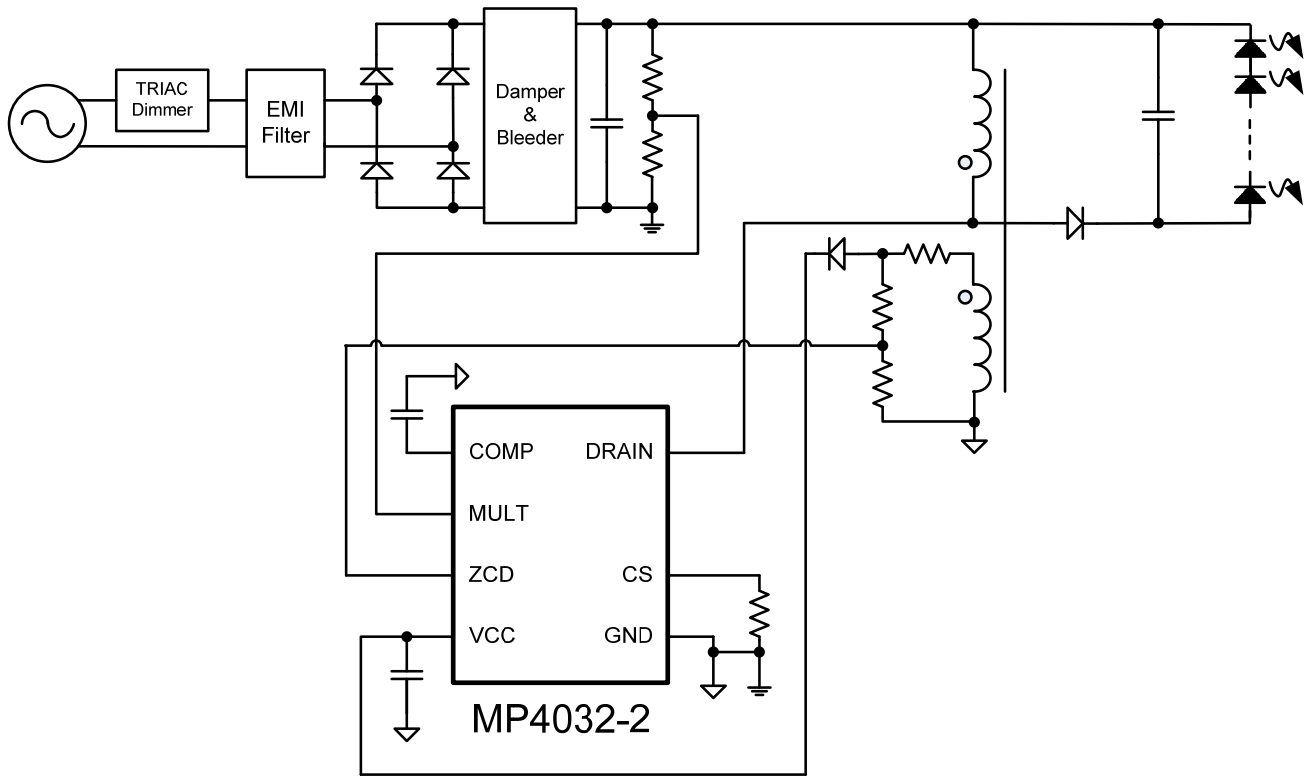 TRIAC
Dimmer
EMI
Filter
Damper
&
Bleeder
COMP
DRAIN
MULT
ZCD
CS
VCC
GND
MP4032-2